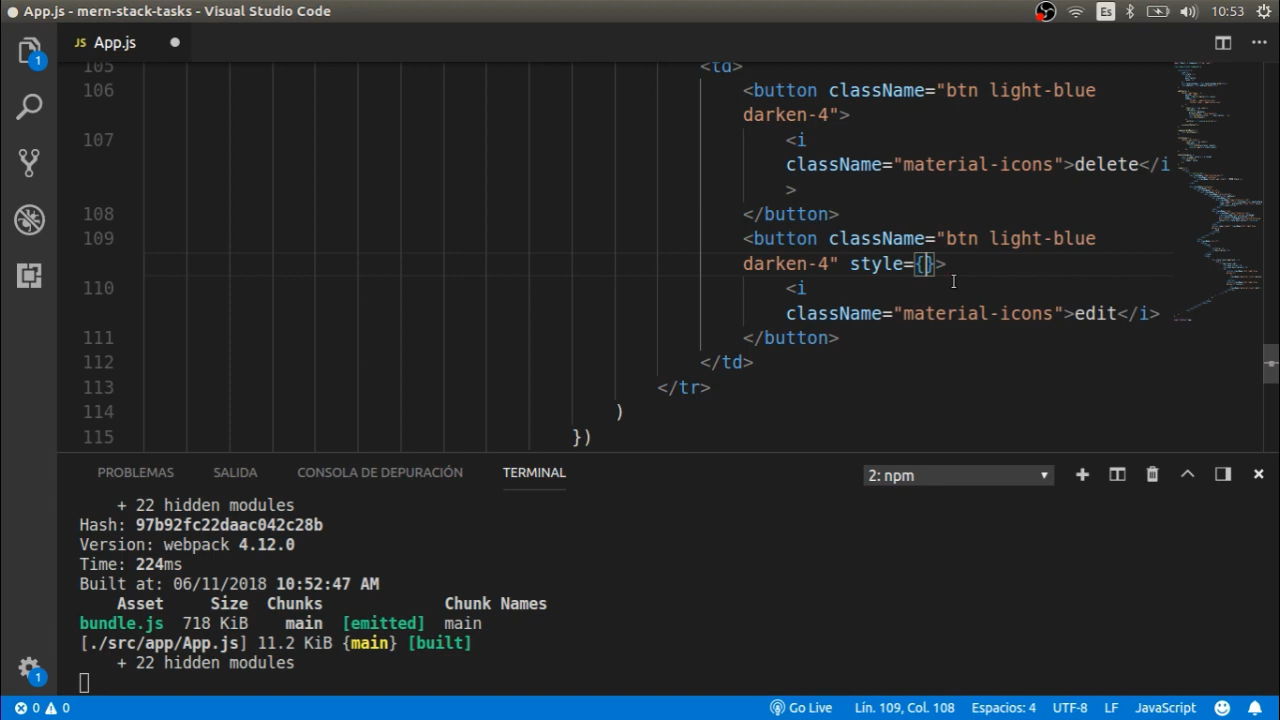 App.js - mern-stack-tasks - Visual Studio Code
Es
10:53
1
JS App.js
105 <td>
106 <button className="btn light-blue
darken-4">
107 <i
className="material-icons">delete</i
>
108 </button>
109 <button className="btn light-blue
darken-4" style={}>
110 <i
className="material-icons">edit</i>
111 </button>
112 </td>
113 </tr>
114 )
115 })
PROBLEMAS SALIDA CONSOLA DE DEPURACIÓN TERMINAL 2: npm
+ 22 hidden modules
Hash: 97b92fc22daac042c28b
Version: webpack 4.12.0
Time: 224ms
Built at: 06/11/2018 10:52:47 AM
Asset Size Chunks Chunk Names
bundle.js 718 KiB main [emitted] main
[./src/app/App.js] 11.2 KiB {main} [built]
+ 22 hidden modules
1
0 0 Go Live Lín. 109, Col. 108 Espacios: 4 UTF-8 LF JavaScript